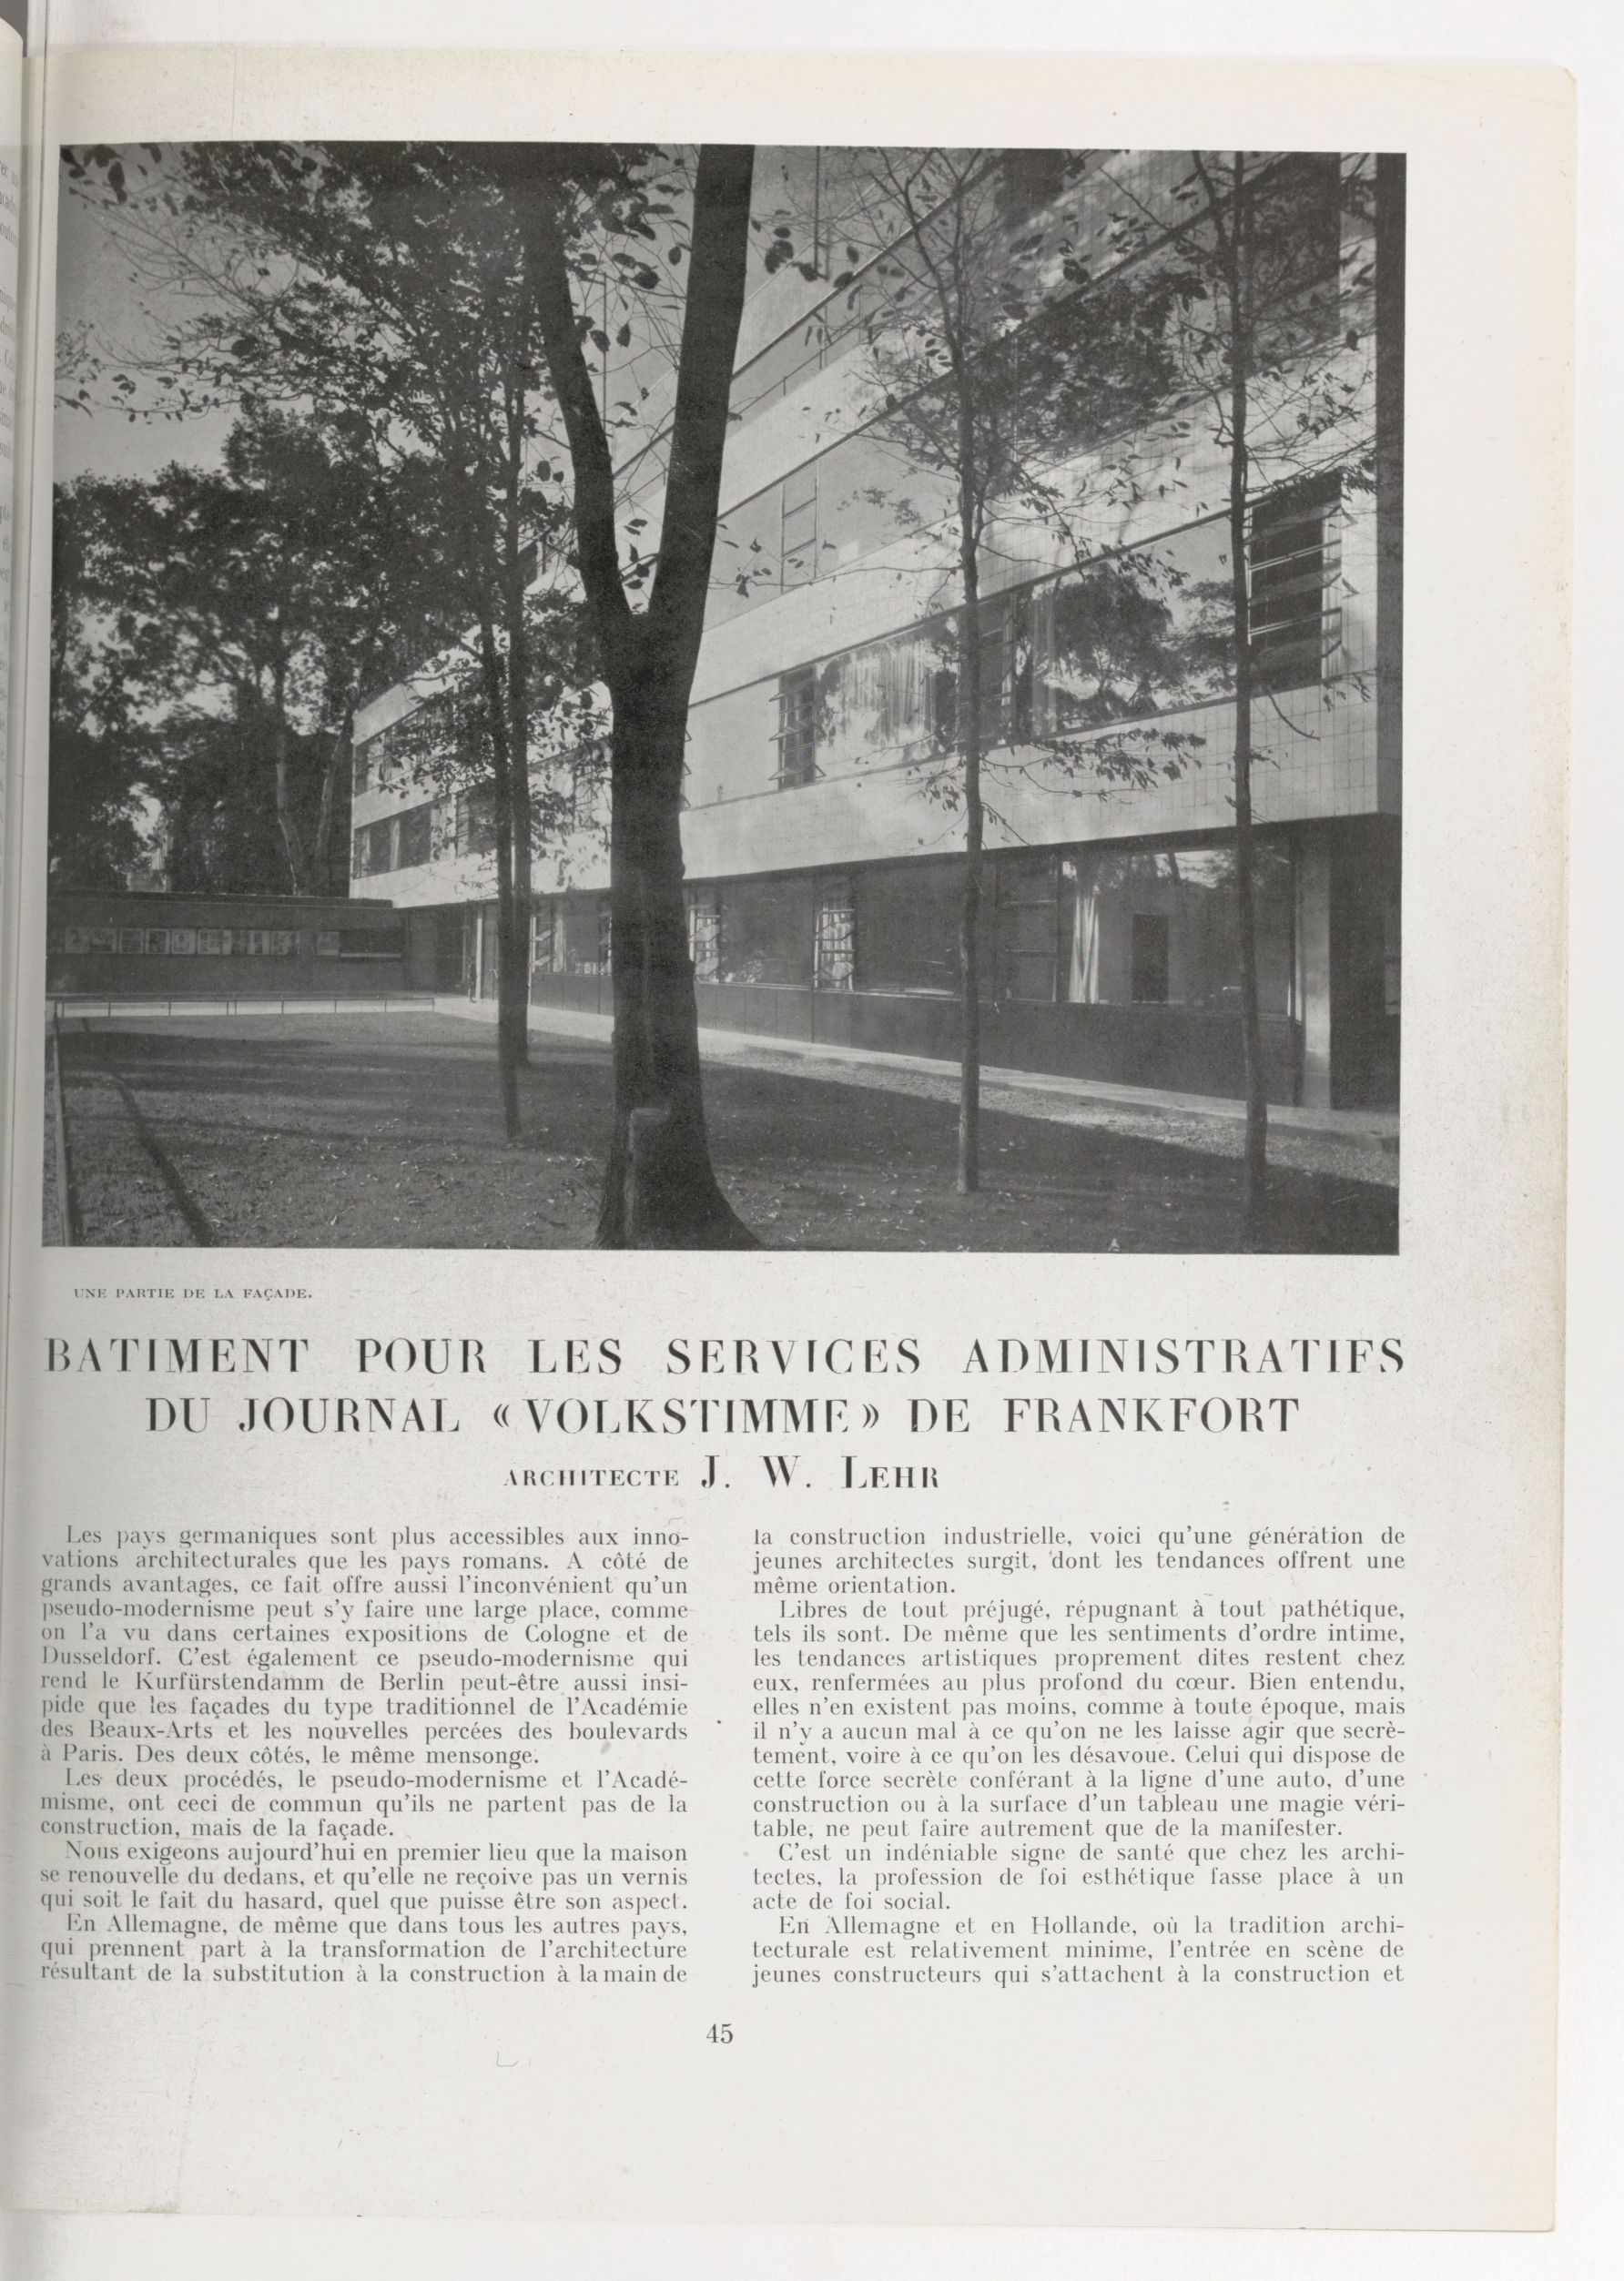 UNE PARTIE DE LA FAÇADE.
BATIMENT POUR LES SERVICES ADMINISTRATIFS
DU JOURNAL « VOLKSTIMME » DE FRANKFORT
ARCHITECTE J. W. LEHR
Les pays germaniques sont plus accessibles aux inno-
vations architecturales que les pays romans. A côté de
grands avantages, ce fait offre aussi l'inconvénient qu'un
pseudo-modernisme peut s'y faire une large place, comme
on l'a vu dans certaines expositions de Cologne et de
Dusseldorf. C'est également ce pseudo-modernisme qui
rend le Kurfürstendamm de Berlin peut-être aussi insi-
pide que les façades du type traditionnel de l'Académie
des Beaux-Arts et les nouvelles percées des boulevards
à Paris. Des deux côtés, le même mensonge.
Les deux procédés, le pseudo-modernisme et l'Acadé-
misme, ont ceci de commun qu'ils ne partent pas de la
construction, mais de la façade.
Nous exigeons aujourd'hui en premier lieu que la maison
se renouvelle du dedans, et qu'elle ne reçoive pas un vernis
qui soit le fait du hasard, quel que puisse être son aspect.
En Allemagne, de même que dans tous les autres pays,
qui prennent part à la transformation de l'architecture
résultant de la substitution à la construction à la main de
la construction industrielle, voici qu'une génération de
jeunes architectes surgit, dont les tendances offrent une
même orientation.
Libres de tout préjugé, répugnant à tout pathétique,
tels ils sont. De même que les sentiments d'ordre intime,
les tendances artistiques proprement dites restent chez
eux, renfermées au plus profond du cœur. Bien entendu,
elles n'en existent pas moins, comme à toute époque, mais
il n'y a aucun mal à ce qu'on ne les laisse agir que secrè-
tement, voire à ce qu'on les désavoue. Celui qui dispose de
cette force secrète conférant à la ligne d'une auto, d'une
construction ou à la surface d'un tableau une magie véri-
table, ne peut faire autrement que de la manifester.
C'est un indéniable signe de santé que chez les archi-
tectes, la profession de foi esthétique fasse place à un
acte de foi social.
En Allemagne et en Hollande, où la tradition archi-
tecturale est relativement minime, l'entrée en scène de
jeunes constructeurs qui s'attachent à la construction et
45